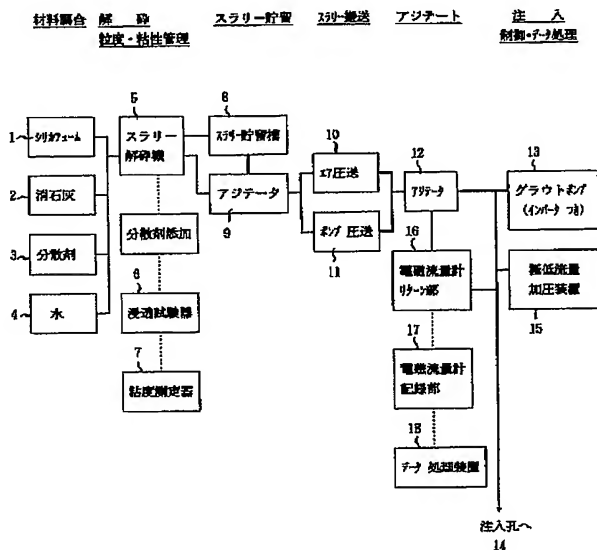 材料調合 解砕 スラリー貯留 スラリー搬送 アジテート 注入
粒度・粘性管理 制御・データ処理
5 8 10 12 13
1 シリカフューム
スラリー
解砕機
スラリー貯留槽
エア圧送
アジテータ
グラウトポンプ
(インバータつき)
2 消石灰
アジテータ
9
3 分散剤
分散剤添加
ポンプ圧送
11
16
電磁流量計
リターン部
極低流量
加圧装置
15
4 水
6
浸透試験器
7
粘度測定器
17
電磁流量計
記録部
18
データ処理装置
注入孔へ
14